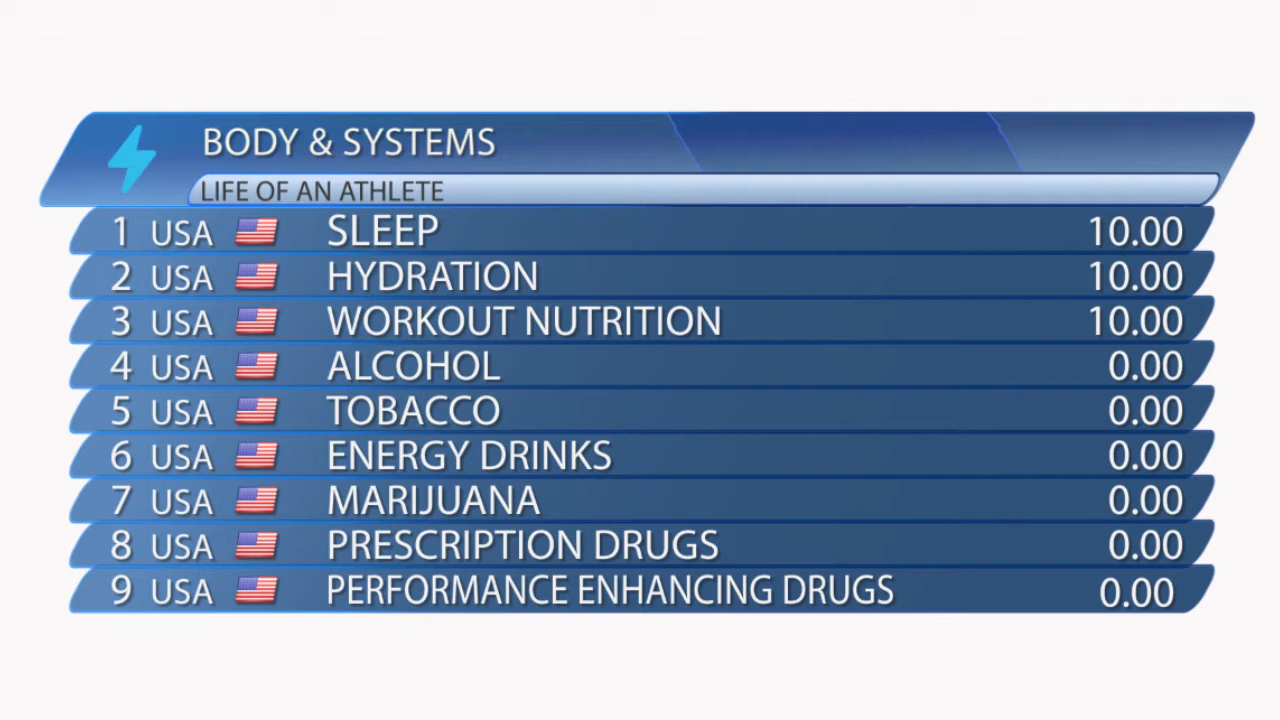 BODY & SYSTEMS
LIFE OF AN ATHLETE
1 USA SLEEP 10.00
2 USA HYDRATION 10.00
3 USA WORKOUT NUTRITION 10.00
4 USA ALCOHOL 0.00
5 USA TOBACCO 0.00
6 USA ENERGY DRINKS 0.00
7 USA MARIJUANA 0.00
8 USA PRESCRIPTION DRUGS 0.00
9 USA PERFORMANCE ENHANCING DRUGS 0.00